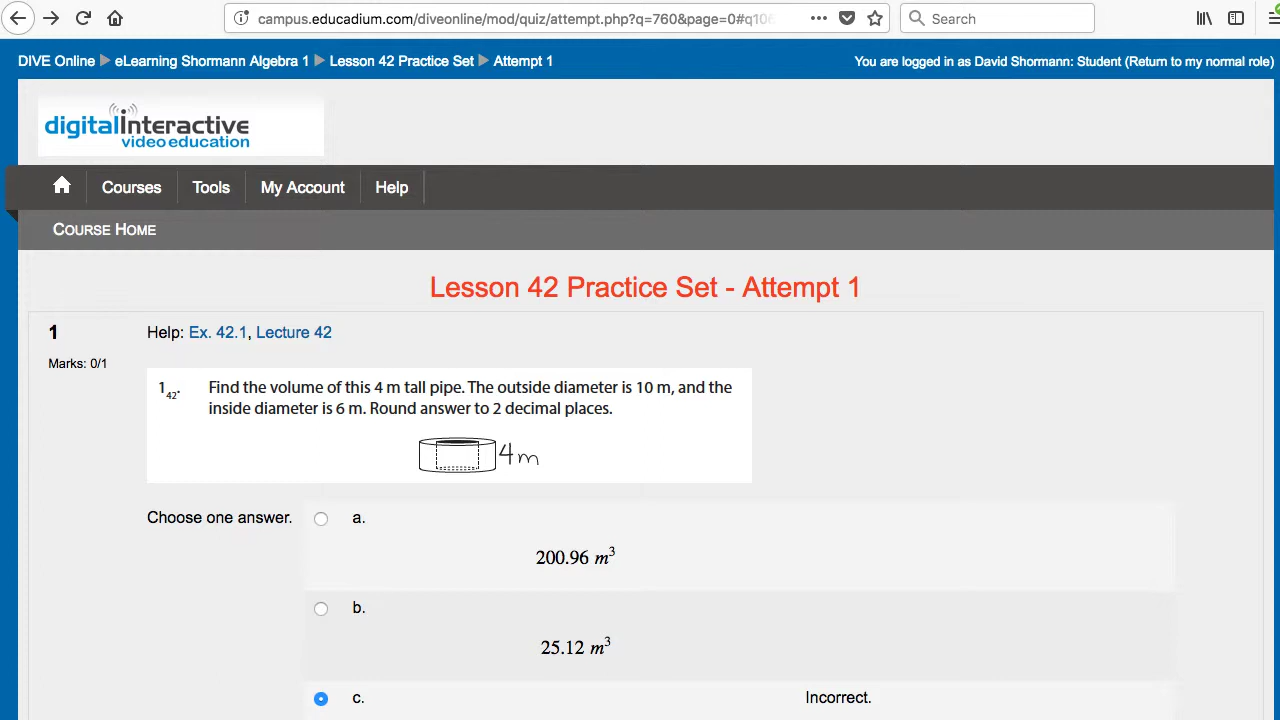 campus.educadium.com/diveonline/mod/quiz/attempt.php?q=760&page=0#q106
Search
DIVE Online ▶ eLearning Shormann Algebra 1 ▶ Lesson 42 Practice Set ▶ Attempt 1
You are logged in as David Shormann: Student (Return to my normal role)
digitalinteractive
video education
Courses Tools My Account Help
COURSE HOME
Lesson 42 Practice Set - Attempt 1
1
Help: Ex. 42.1, Lecture 42
Marks: 0/1
1₄₂. Find the volume of this 4 m tall pipe. The outside diameter is 10 m, and the
inside diameter is 6 m. Round answer to 2 decimal places.
4m
Choose one answer.
a.
200.96 m³
b.
25.12 m³
c.
Incorrect.